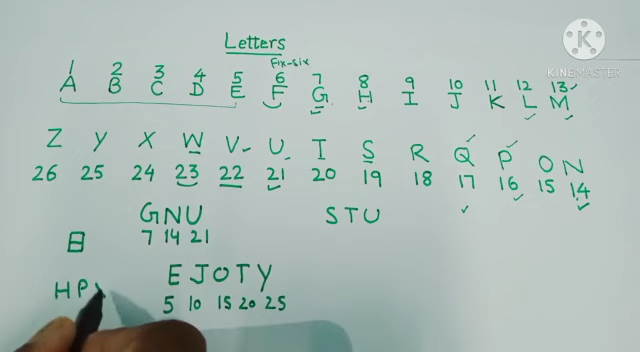 Letters
Fix-six
1 2 3 4 5 6 7 8 9 10 11 12 13
A B C D E F G H I J K L M
Z Y X W V U T S R Q P O N
26 25 24 23 22 21 20 19 18 17 16 15 14
GNU STU
7 14 21
EJOTY
HP
5 10 15 20 25
K
KINEMASTER